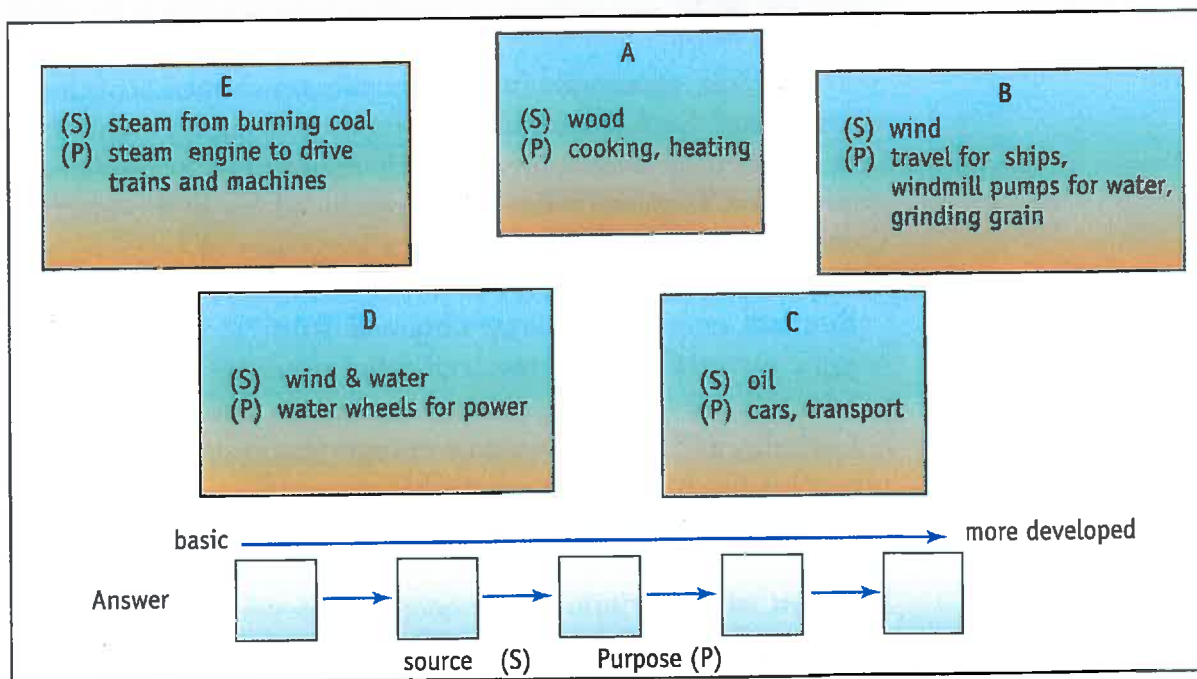 A
(S) wood
(P) cooking, heating
E
(S) steam from burning coal
(P) steam engine to drive
trains and machines
B
(S) wind
(P) travel for ships,
windmill pumps for water,
grinding grain
D
(S) wind & water
(P) water wheels for power
C
(S) oil
(P) cars, transport
basic
more developed
Answer
source (S) Purpose (P)